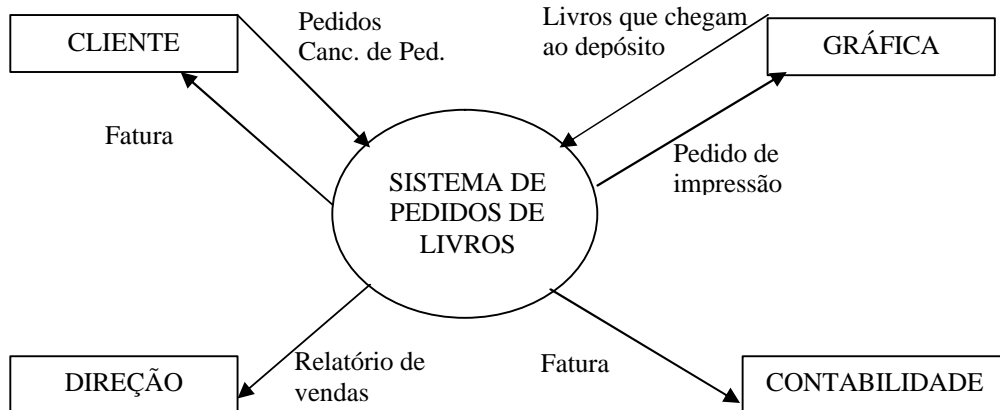 CLIENTE
Pedidos
Canc. de Ped.
Livros que chegam
ao depósito
GRÁFICA
Fatura
Pedido de
impressão
SISTEMA DE
PEDIDOS DE
LIVROS
DIREÇÃO
Relatório de
vendas
Fatura
CONTABILIDADE